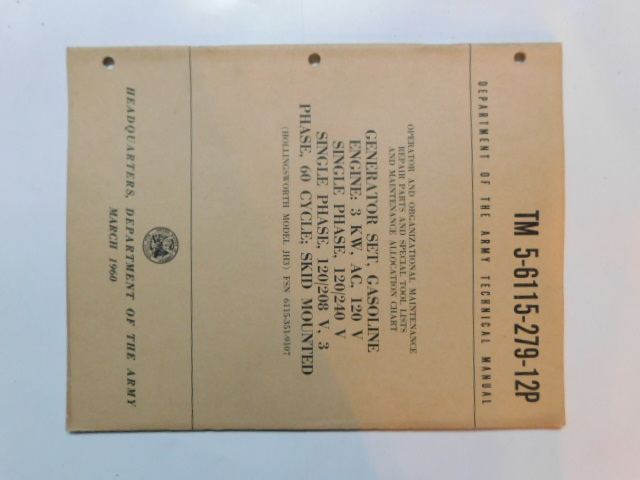 TM 5-6115-279-12P
DEPARTMENT OF THE ARMY TECHNICAL MANUAL
OPERATOR AND ORGANIZATIONAL MAINTENANCE
REPAIR PARTS AND SPECIAL TOOL LISTS
AND MAINTENANCE ALLOCATION CHART
GENERATOR SET, GASOLINE
ENGINE: 3 KW, AC, 120 V
SINGLE PHASE, 120/240 V
SINGLE PHASE, 120/208 V, 3
PHASE, 60 CYCLE; SKID MOUNTED
(HOLLINGSWORTH MODEL JH3) FSN 6115-351-9107
HEADQUARTERS, DEPARTMENT OF THE ARMY
MARCH 1960